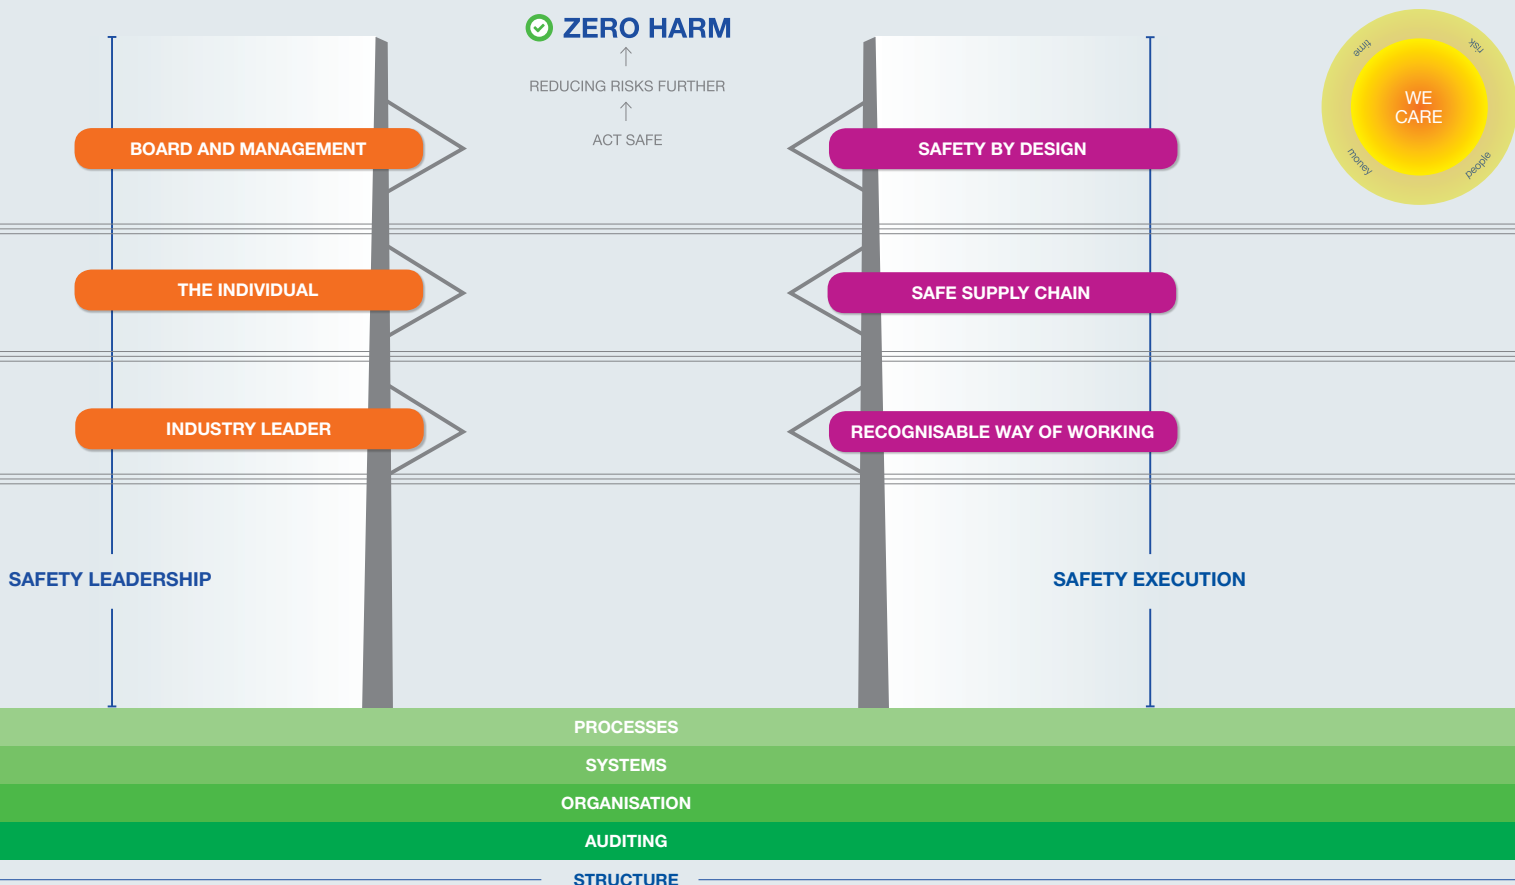 ZERO HARM
REDUCING RISKS FURTHER
ACT SAFE
time
risk
WE
CARE
money
people
BOARD AND MANAGEMENT
SAFETY BY DESIGN
THE INDIVIDUAL
SAFE SUPPLY CHAIN
INDUSTRY LEADER
RECOGNISABLE WAY OF WORKING
SAFETY LEADERSHIP
SAFETY EXECUTION
PROCESSES
SYSTEMS
ORGANISATION
AUDITING
STRUCTURE